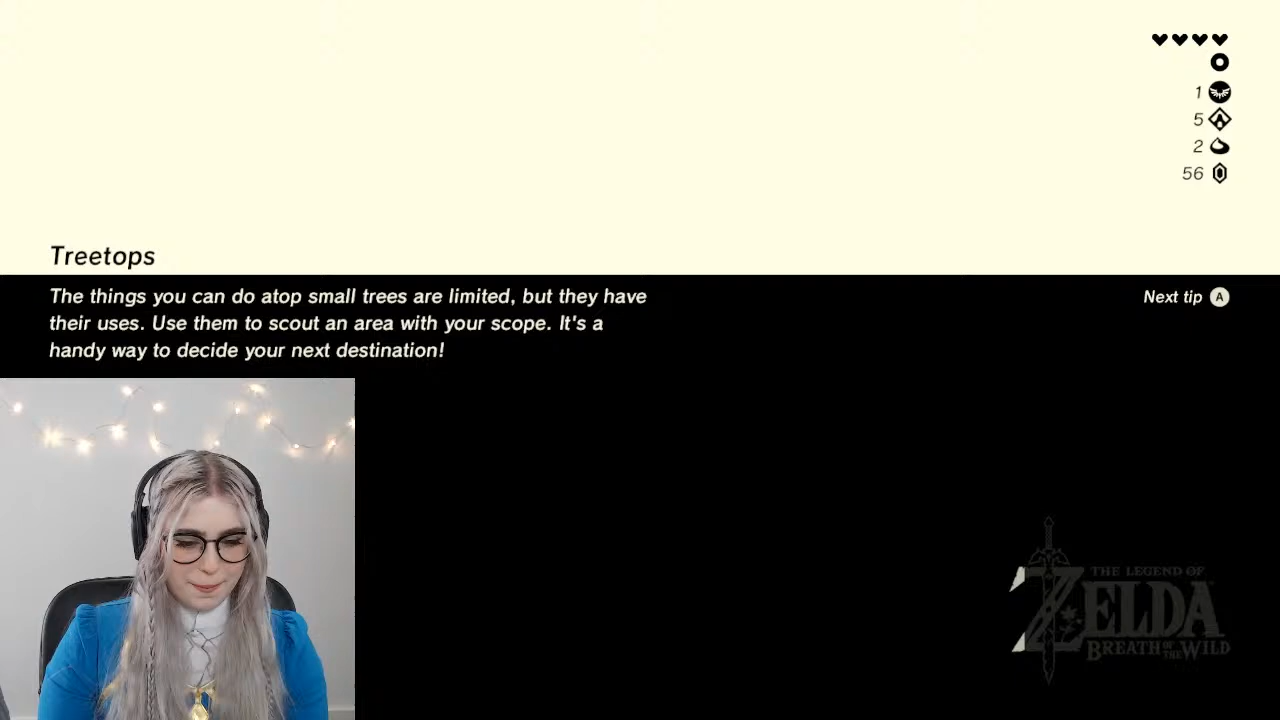 1
5
2
56
Treetops
The things you can do atop small trees are limited, but they have
their uses. Use them to scout an area with your scope. It's a
handy way to decide your next destination!
Next tip A
THE LEGEND OF
ZELDA
BREATH OF THE WILD